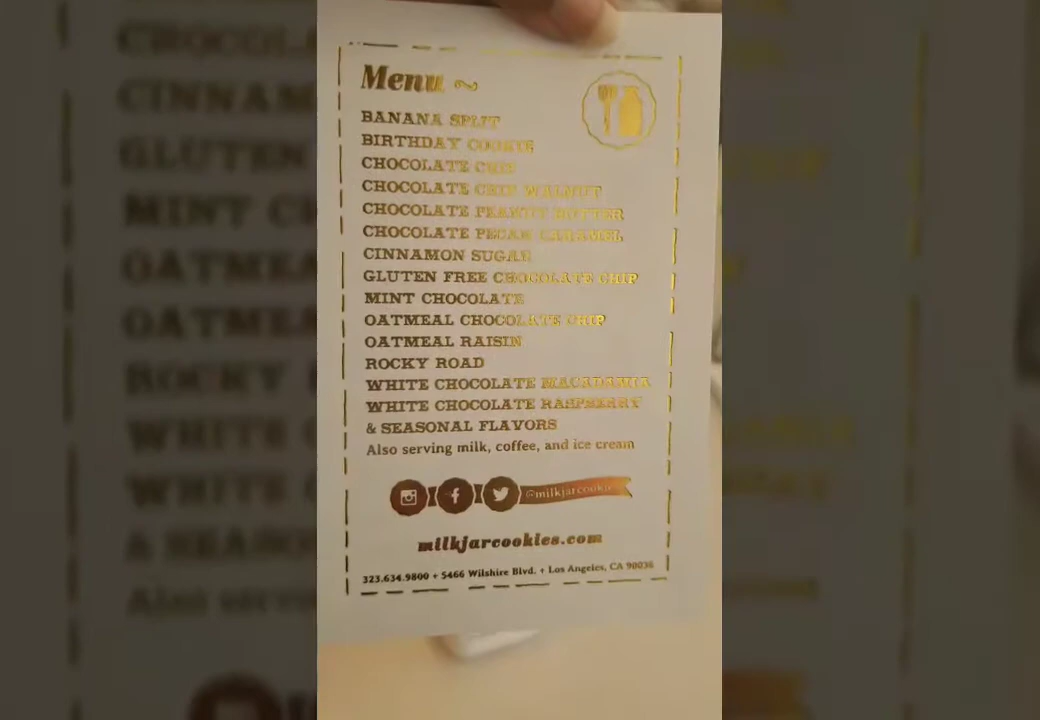 Menu ~
BANANA SPLIT
BIRTHDAY COOKIE
CHOCOLATE CHIP
CHOCOLATE CHIP WALNUT
CHOCOLATE PEANUT BUTTER
CHOCOLATE PECAN CARAMEL
CINNAMON SUGAR
GLUTEN FREE CHOCOLATE CHIP
MINT CHOCOLATE
OATMEAL CHOCOLATE CHIP
OATMEAL RAISIN
ROCKY ROAD
WHITE CHOCOLATE MACADAMIA
WHITE CHOCOLATE RASPBERRY
& SEASONAL FLAVORS
Also serving milk, coffee, and ice cream
@milkjarcookies
milkjarcookies.com
323.634.9800 + 5466 Wilshire Blvd. + Los Angeles, CA 90036